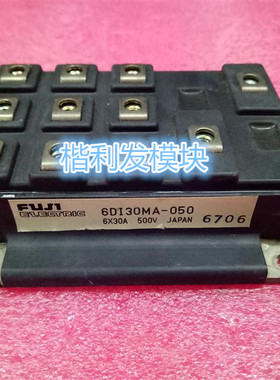 楷利发模块
FUJI
ELECTRIC
6DI30MA-050
6X30A 500V JAPAN 6706